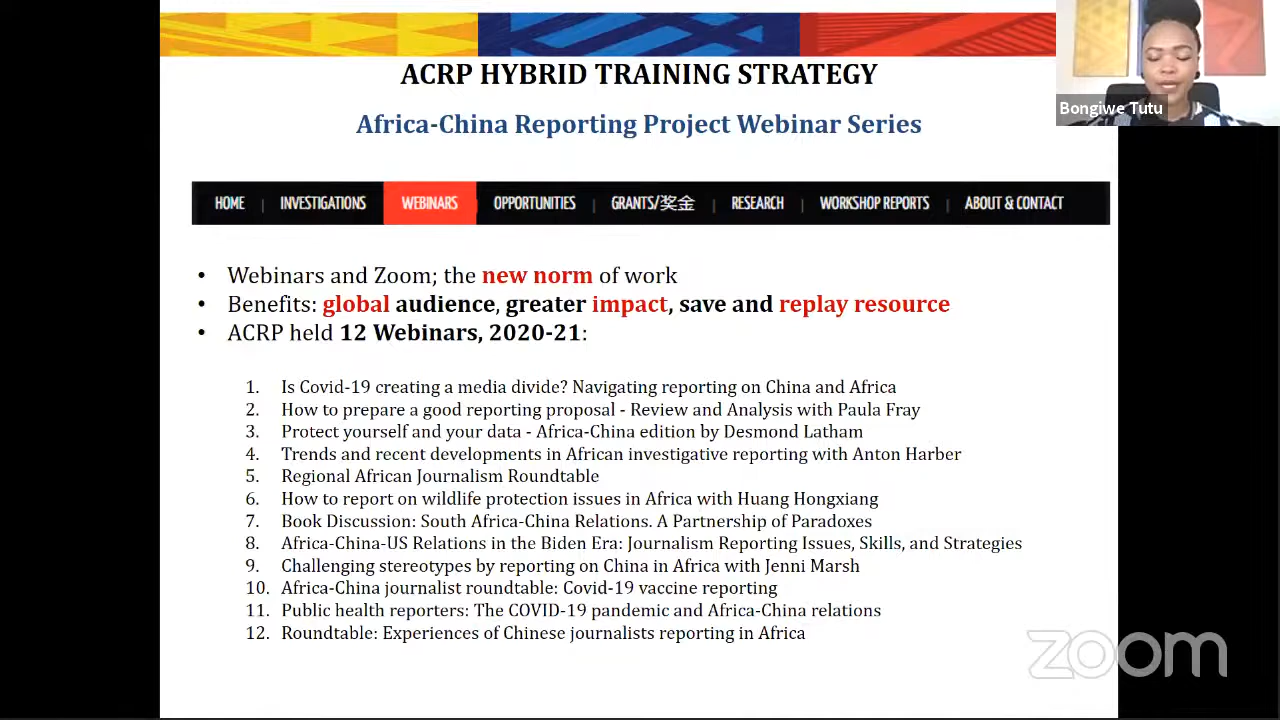 ACRP HYBRID TRAINING STRATEGY
Africa-China Reporting Project Webinar Series
Bongiwe Tutu
HOME | INVESTIGATIONS WEBINARS OPPORTUNITIES | GRANTS/奖金 | RESEARCH | WORKSHOP REPORTS | ABOUT & CONTACT
• Webinars and Zoom; the new norm of work
• Benefits: global audience, greater impact, save and replay resource
• ACRP held 12 Webinars, 2020-21:
1. Is Covid-19 creating a media divide? Navigating reporting on China and Africa
2. How to prepare a good reporting proposal - Review and Analysis with Paula Fray
3. Protect yourself and your data - Africa-China edition by Desmond Latham
4. Trends and recent developments in African investigative reporting with Anton Harber
5. Regional African Journalism Roundtable
6. How to report on wildlife protection issues in Africa with Huang Hongxiang
7. Book Discussion: South Africa-China Relations. A Partnership of Paradoxes
8. Africa-China-US Relations in the Biden Era: Journalism Reporting Issues, Skills, and Strategies
9. Challenging stereotypes by reporting on China in Africa with Jenni Marsh
10. Africa-China journalist roundtable: Covid-19 vaccine reporting
11. Public health reporters: The COVID-19 pandemic and Africa-China relations
12. Roundtable: Experiences of Chinese journalists reporting in Africa
zoom